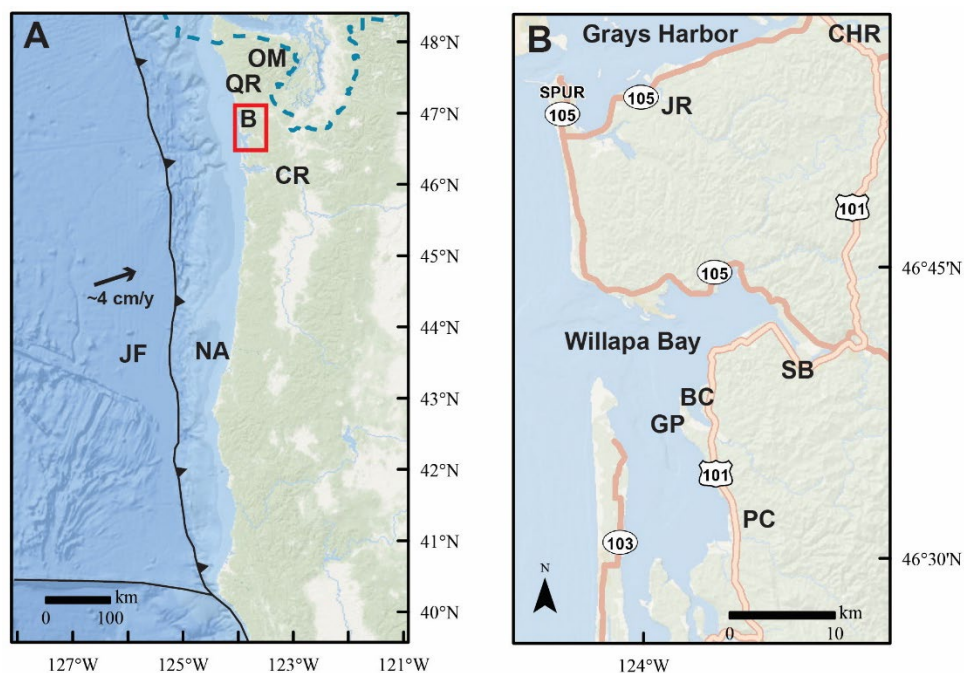 A
OM
QR
B
CR
~4 cm/y
JF
NA
km
0 100
48°N
47°N
46°N
45°N
44°N
43°N
42°N
41°N
40°N
127°W
125°W
123°W
121°W
B
Grays Harbor
CHR
SPUR
105
105
JR
101
105
Willapa Bay
SB
BC
GP
101
PC
103
N
km
0 10
46°45'N
46°30'N
124°W